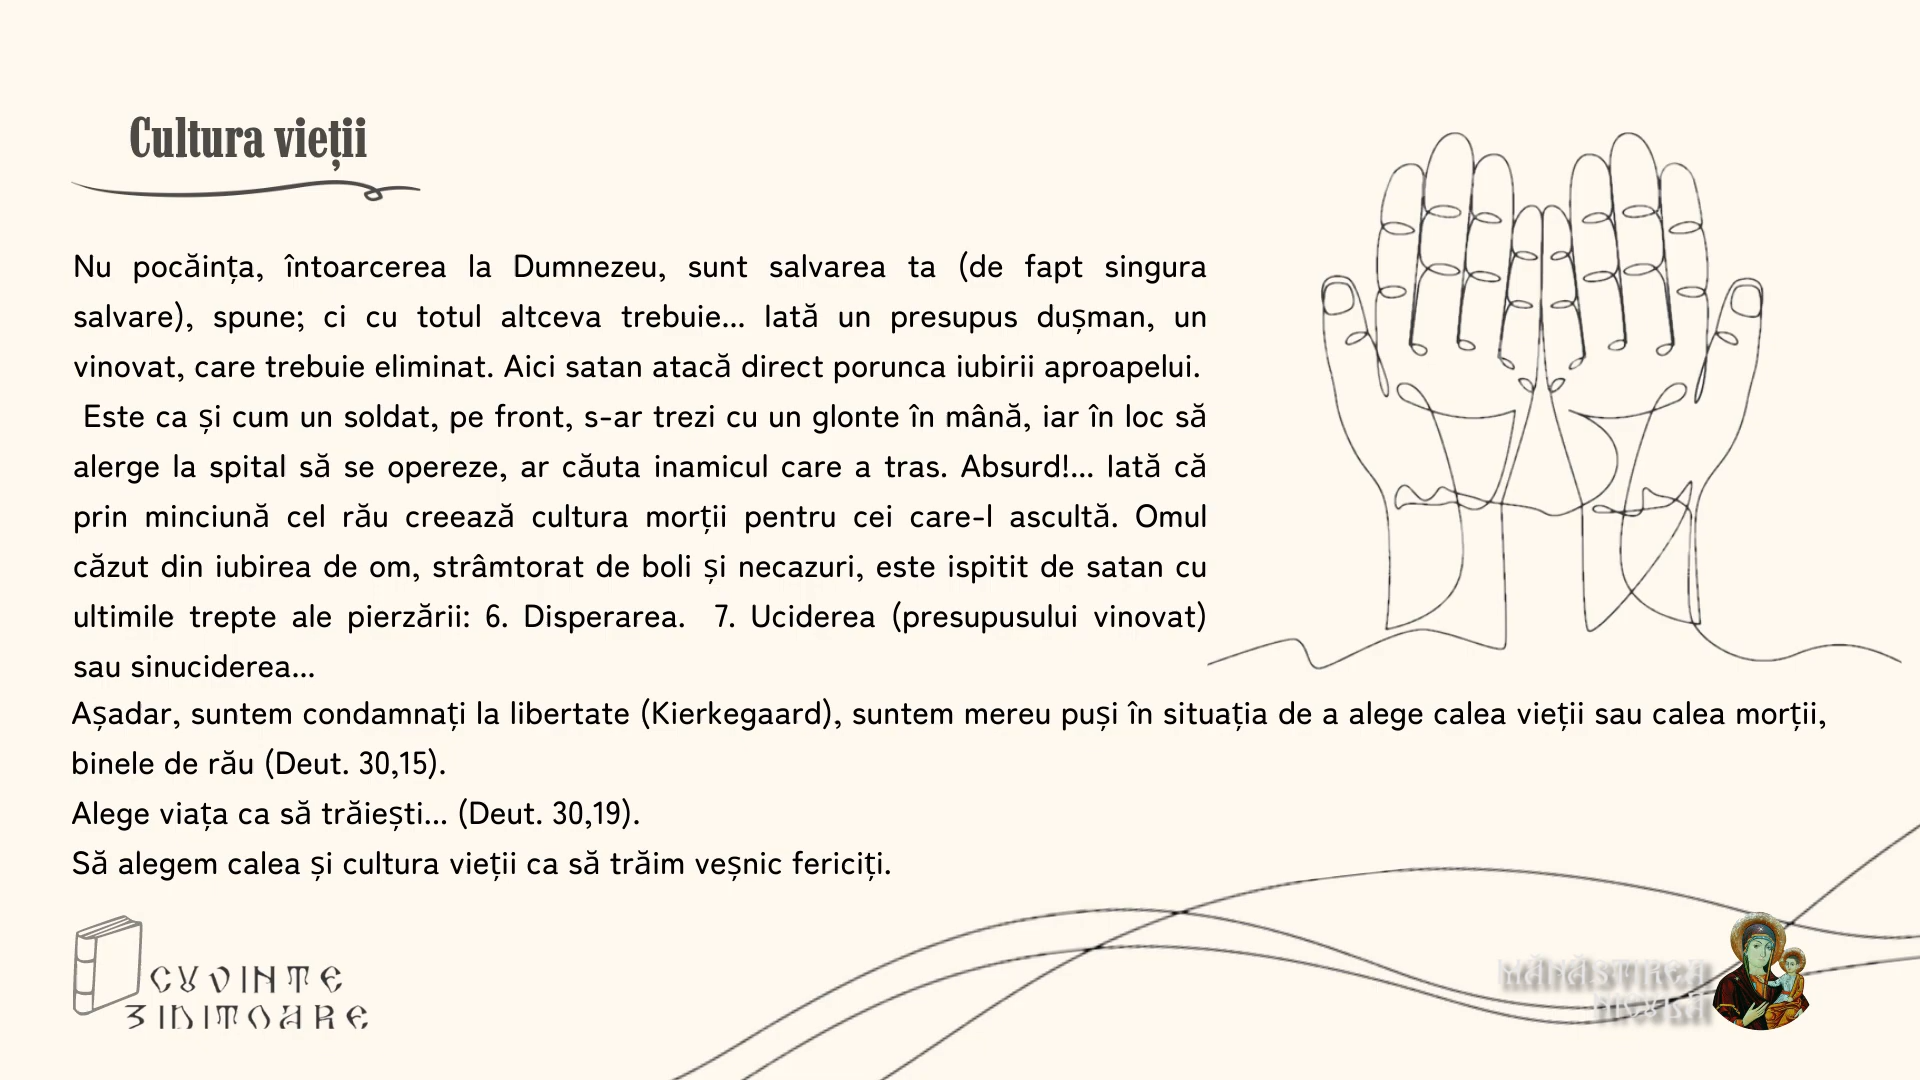 Cultura vieții
Nu pocăința, întoarcerea la Dumnezeu, sunt salvarea ta (de fapt singura
salvare), spune; ci cu totul altceva trebuie... Iată un presupus dușman, un
vinovat, care trebuie eliminat. Aici satan atacă direct porunca iubirii aproapelui.
Este ca și cum un soldat, pe front, s-ar trezi cu un glonte în mână, iar în loc să
alerge la spital să se opereze, ar căuta inamicul care a tras. Absurd!... Iată că
prin minciună cel rău creează cultura morții pentru cei care-l ascultă. Omul
căzut din iubirea de om, strâmtorat de boli și necazuri, este ispitit de satan cu
ultimile trepte ale pierzării: 6. Disperarea. 7. Uciderea (presupusului vinovat)
sau sinuciderea...
Așadar, suntem condamnați la libertate (Kierkegaard), suntem mereu puși în situația de a alege calea vieții sau calea morții,
binele de rău (Deut. 30,15).
Alege viața ca să trăiești... (Deut. 30,19).
Să alegem calea și cultura vieții ca să trăim veșnic fericiți.
CUVINTE
ZIDITOARE
MĂNĂSTIREA
NICULA